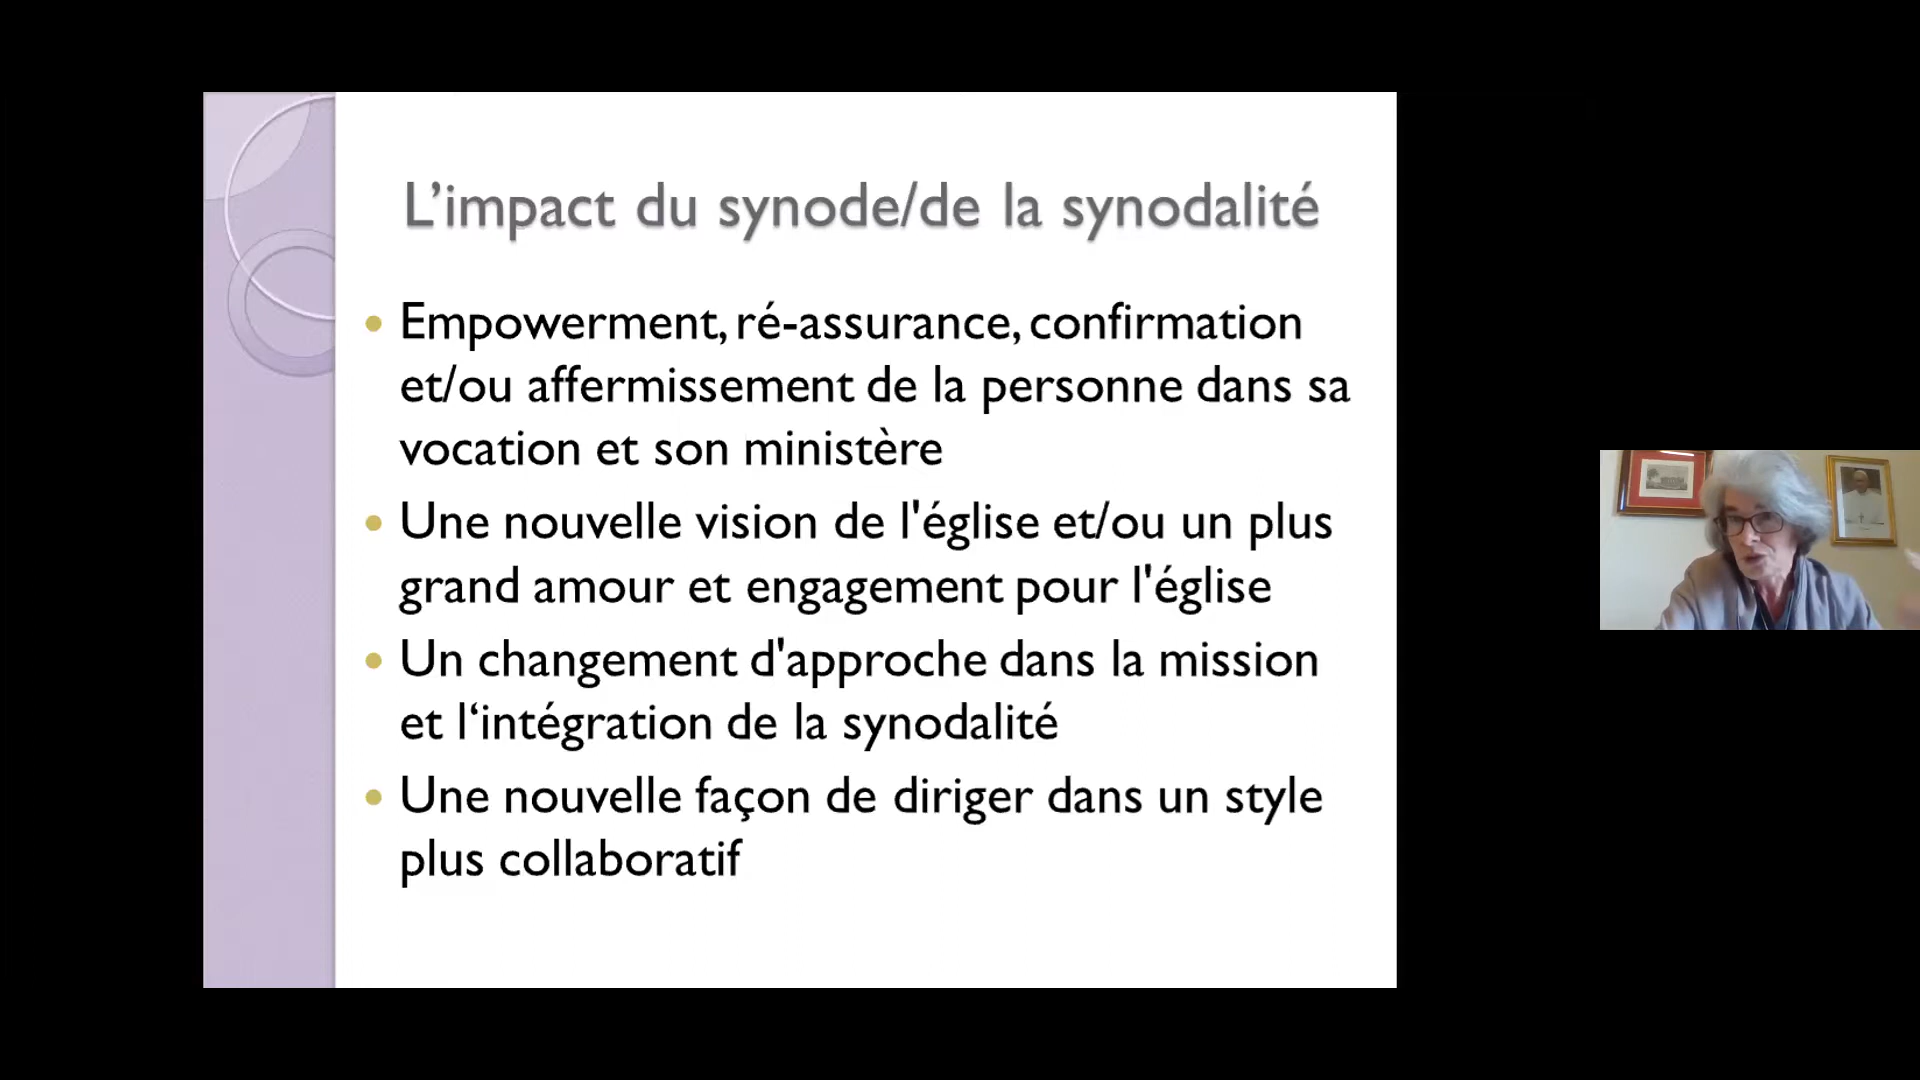 L’impact du synode/de la synodalité
• Empowerment, ré-assurance, confirmation
et/ou affermissement de la personne dans sa
vocation et son ministère
• Une nouvelle vision de l'église et/ou un plus
grand amour et engagement pour l'église
• Un changement d'approche dans la mission
et l‘intégration de la synodalité
• Une nouvelle façon de diriger dans un style
plus collaboratif